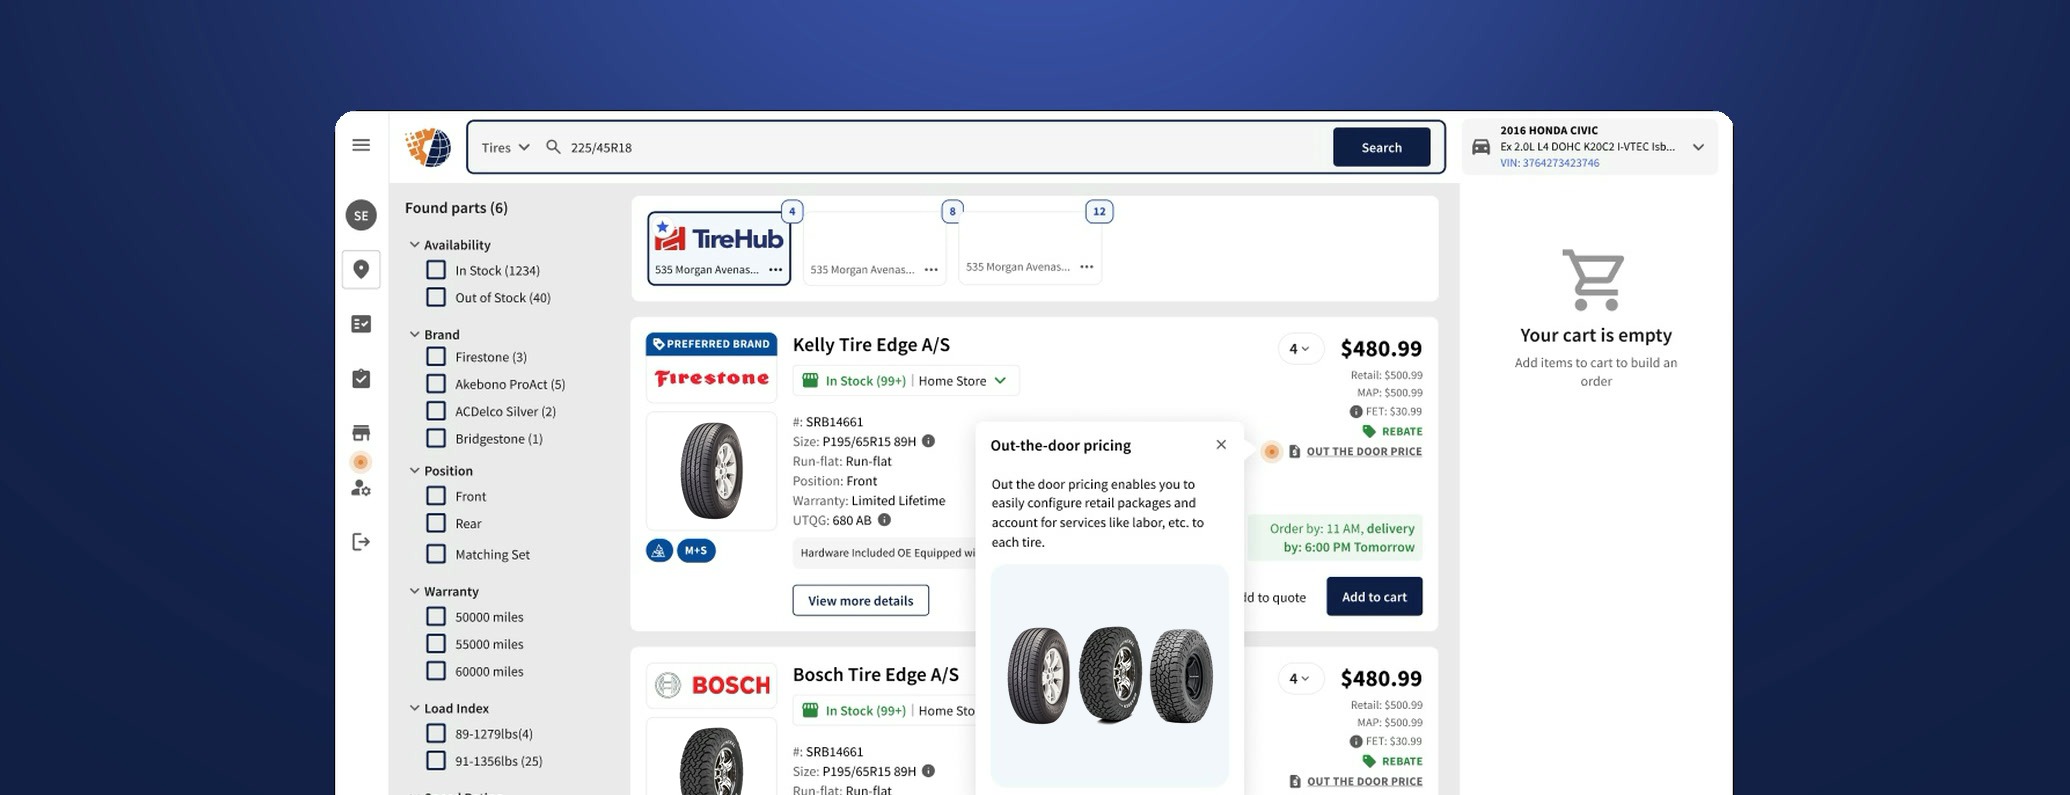 Tires
225/45R18
Search
2016 HONDA CIVIC
Ex 2.0L L4 DOHC K20C2 I-VTEC Isb...
VIN: 3764273423746
SE
Found parts (6)
Availability
In Stock (1234)
Out of Stock (40)
Brand
Firestone (3)
Akebono ProAct (5)
ACDelco Silver (2)
Bridgestone (1)
Position
Front
Rear
Matching Set
Warranty
50000 miles
55000 miles
60000 miles
Load Index
89-1279lbs(4)
91-1356lbs (25)
4
TireHub
535 Morgan Avenas...
8
535 Morgan Avenas...
12
535 Morgan Avenas...
PREFERRED BRAND
Firestone
M+S
Kelly Tire Edge A/S
In Stock (99+) | Home Store
#: SRB14661
Size: P195/65R15 89H
Run-flat: Run-flat
Position: Front
Warranty: Limited Lifetime
UTQG: 680 AB
Hardware Included OE Equipped wi
View more details
4
$480.99
Retail: $500.99
MAP: $500.99
FET: $30.99
REBATE
OUT THE DOOR PRICE
Order by: 11 AM, delivery
by: 6:00 PM Tomorrow
dd to quote
Add to cart
Out-the-door pricing
Out the door pricing enables you to
easily configure retail packages and
account for services like labor, etc. to
each tire.
BOSCH
Bosch Tire Edge A/S
In Stock (99+) | Home Sto
#: SRB14661
Size: P195/65R15 89H
Run-flat: Run-flat
4
$480.99
Retail: $500.99
MAP: $500.99
FET: $30.99
REBATE
OUT THE DOOR PRICE
Your cart is empty
Add items to cart to build an
order